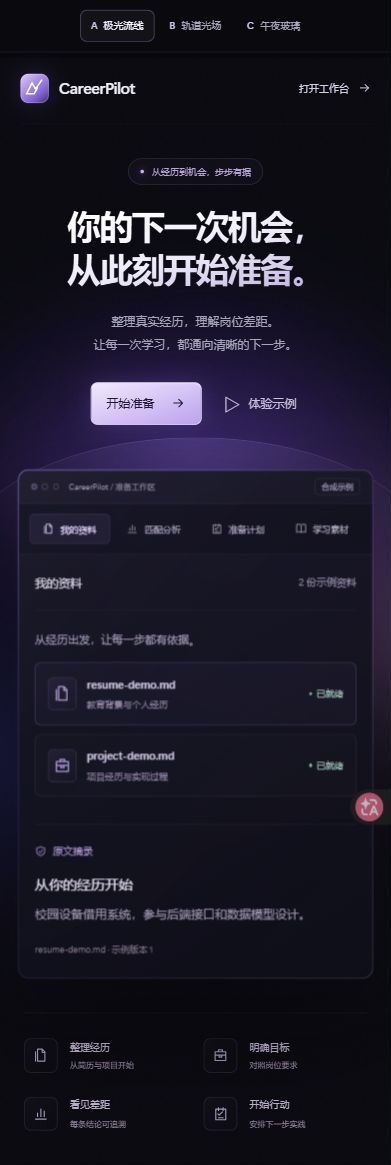 A 极光流线 B 轨道光场 C 午夜玻璃
CareerPilot
打开工作台 →
从经历到机会，步步有据
你的下一次机会，
从此刻开始准备。
整理真实经历，理解岗位差距。
让每一次学习，都通向清晰的下一步。
开始准备 →
体验示例
CareerPilot / 准备工作区
合成示例
我的资料 匹配分析 准备计划 学习素材
我的资料
2 份示例资料
从经历出发，让每一步都有依据。
resume-demo.md
教育背景与个人经历
已就绪
project-demo.md
项目经历与实现过程
已就绪
原文摘录
从你的经历开始
校园设备借用系统，参与后端接口和数据模型设计。
resume-demo.md · 示例版本 1
整理经历
从简历与项目开始
明确目标
对照岗位要求
看见差距
每条结论可追溯
开始行动
安排下一步实践